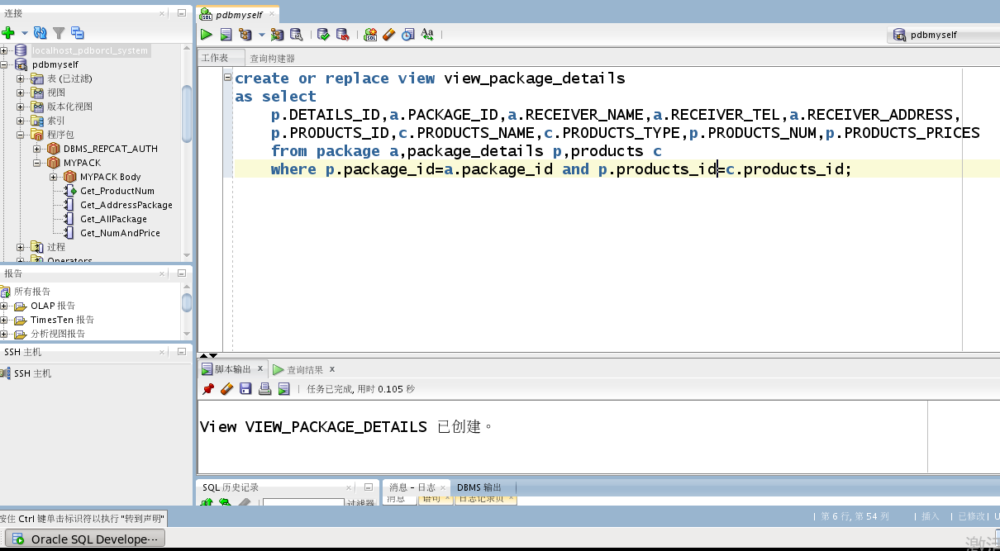 连接
localhost_pdborcl_system
pdbmyself
表 (已过滤)
视图
版本化视图
索引
程序包
DBMS_REPCAT_AUTH
MYPACK
MYPACK Body
Get_ProductNum
Get_AddressPackage
Get_AllPackage
Get_NumAndPrice
过程
Operators
报告
所有报告
OLAP 报告
TimesTen 报告
分析视图报告
SSH 主机
SSH 主机
pdbmyself
pdbmyself
工作表 查询构建器
create or replace view view_package_details
as select
p.DETAILS_ID,a.PACKAGE_ID,a.RECEIVER_NAME,a.RECEIVER_TEL,a.RECEIVER_ADDRESS,
p.PRODUCTS_ID,c.PRODUCTS_NAME,c.PRODUCTS_TYPE,p.PRODUCTS_NUM,p.PRODUCTS_PRICES
from package a,package_details p,products c
where p.package_id=a.package_id and p.products_id=c.products_id;
脚本输出 x 查询结果 x
任务已完成, 用时 0.105 秒
View VIEW_PACKAGE_DETAILS 已创建。
SQL 历史记录
过滤器
消息 - 日志 DBMS 输出
消息 语句 日志记录页
按住 Ctrl 键单击标识符以执行 "转到声明"
第 6 行, 第 54 列 | 插入 | 已修改 | U
Oracle SQL Develope···
激活